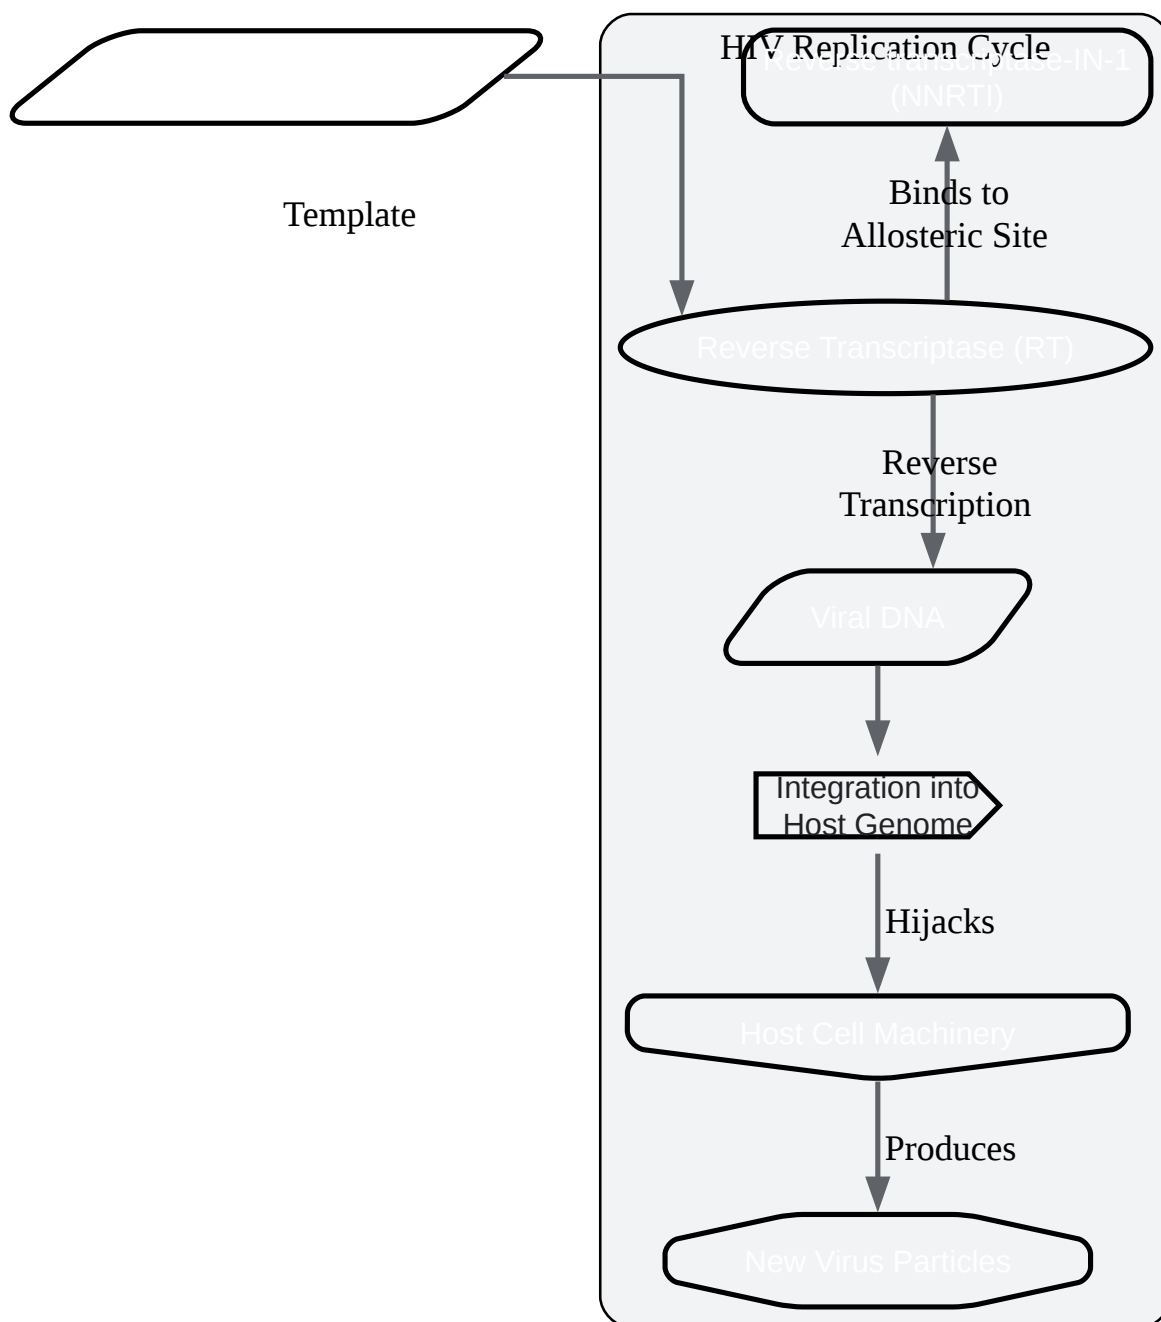 HIV Replication Cycle
Reverse transcriptase-IN-1
(NNRTI)
Binds to
Allosteric Site
Template
Reverse Transcriptase (RT)
Reverse
Transcription
Viral DNA
Integration into
Host Genome
Hijacks
Host Cell Machinery
Produces
New Virus Particles